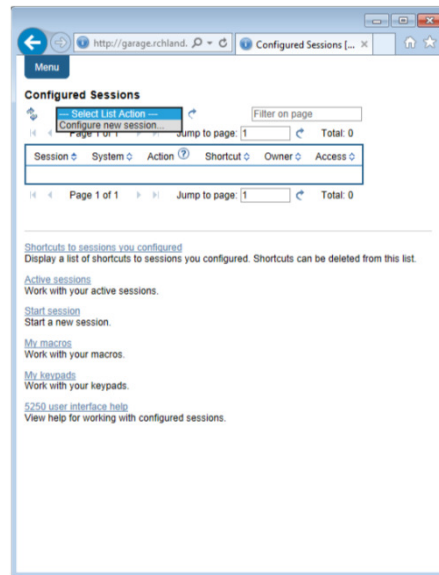 http://garage.rchland.
Configured Sessions [...
Menu
Configured Sessions
--- Select List Action ---
Filter on page
Configure new session...
Page 1 of 1 Jump to page: 1 Total: 0
Session System Action ? Shortcut Owner Access
Page 1 of 1 Jump to page: 1 Total: 0
Shortcuts to sessions you configured
Display a list of shortcuts to sessions you configured. Shortcuts can be deleted from this list.
Active sessions
Work with your active sessions.
Start session
Start a new session.
My macros
Work with your macros.
My keypads
Work with your keypads.
5250 user interface help
View help for working with configured sessions.